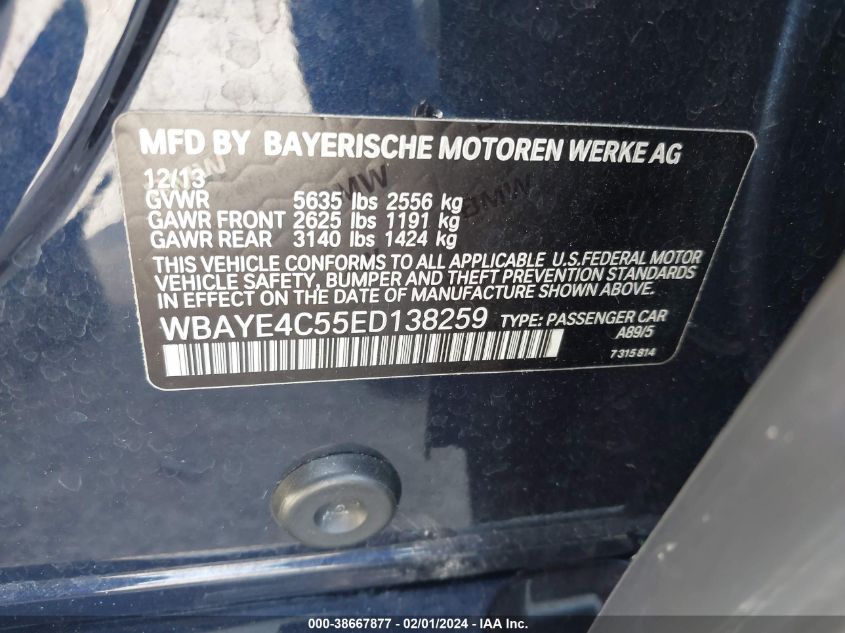 MFD BY BAYERISCHE MOTOREN WERKE AG
12/13
GVWR 5635 lbs 2556 kg
GAWR FRONT 2625 lbs 1191 kg
GAWR REAR 3140 lbs 1424 kg
THIS VEHICLE CONFORMS TO ALL APPLICABLE U.S.FEDERAL MOTOR
VEHICLE SAFETY, BUMPER AND THEFT PREVENTION STANDARDS
IN EFFECT ON THE DATE OF MANUFACTURE SHOWN ABOVE.
WBAYE4C55ED138259 TYPE: PASSENGER CAR
A89/5
7315814
BMW
000-38667877 - 02/01/2024 - IAA Inc.